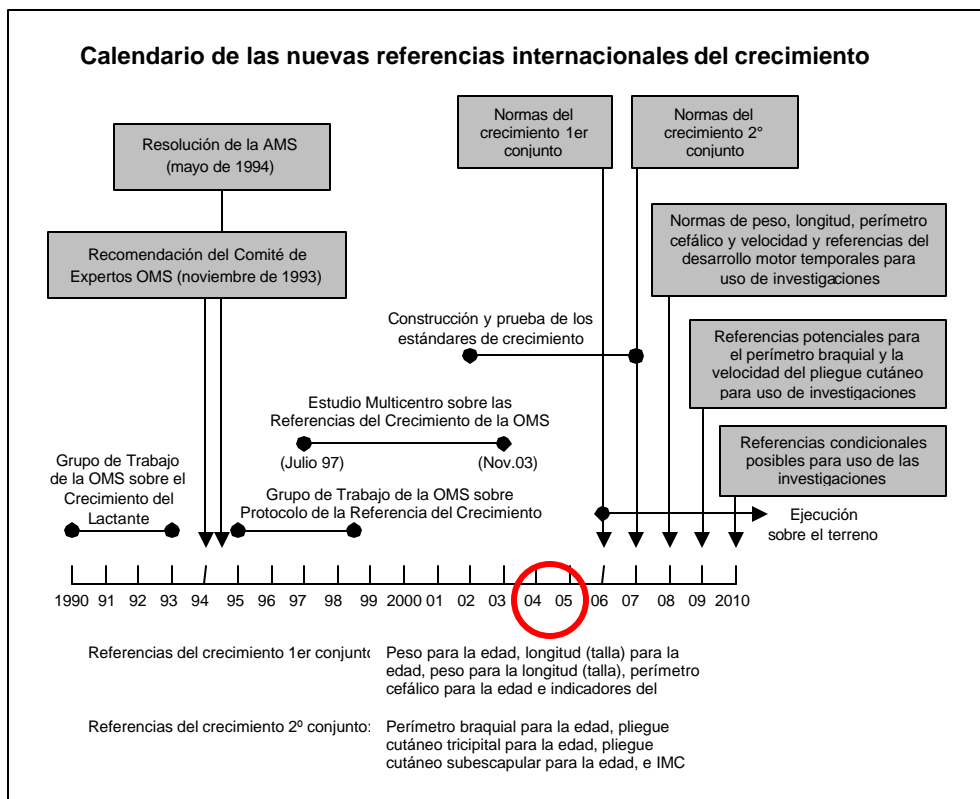 Calendario de las nuevas referencias internacionales del crecimiento
Normas del
crecimiento 1er
conjunto
Normas del
crecimiento 2°
conjunto
Resolución de la AMS
(mayo de 1994)
Recomendación del Comité de
Expertos OMS (noviembre de 1993)
Normas de peso, longitud, perímetro
cefálico y velocidad y referencias del
desarrollo motor temporales para
uso de investigaciones
Construcción y prueba de los
estándares de crecimiento
Referencias potenciales para
el perímetro braquial y la
velocidad del pliegue cutáneo
para uso de investigaciones
Estudio Multicentro sobre las
Referencias del Crecimiento de la OMS
(Julio 97)
(Nov.03)
Referencias condicionales
posibles para uso de las
investigaciones
Grupo de Trabajo
de la OMS sobre el
Crecimiento del
Lactante
Grupo de Trabajo de la OMS sobre
Protocolo de la Referencia del Crecimiento
Ejecución
sobre el terreno
1990 91 92 93 94 95 96 97 98 99 2000 01 02 03 04 05 06 07 08 09 2010
Referencias del crecimiento 1er conjunto:
Peso para la edad, longitud (talla) para la
edad, peso para la longitud (talla), perímetro
cefálico para la edad e indicadores del
Referencias del crecimiento 2º conjunto:
Perímetro braquial para la edad, pliegue
cutáneo tricipital para la edad, pliegue
cutáneo subescapular para la edad, e IMC